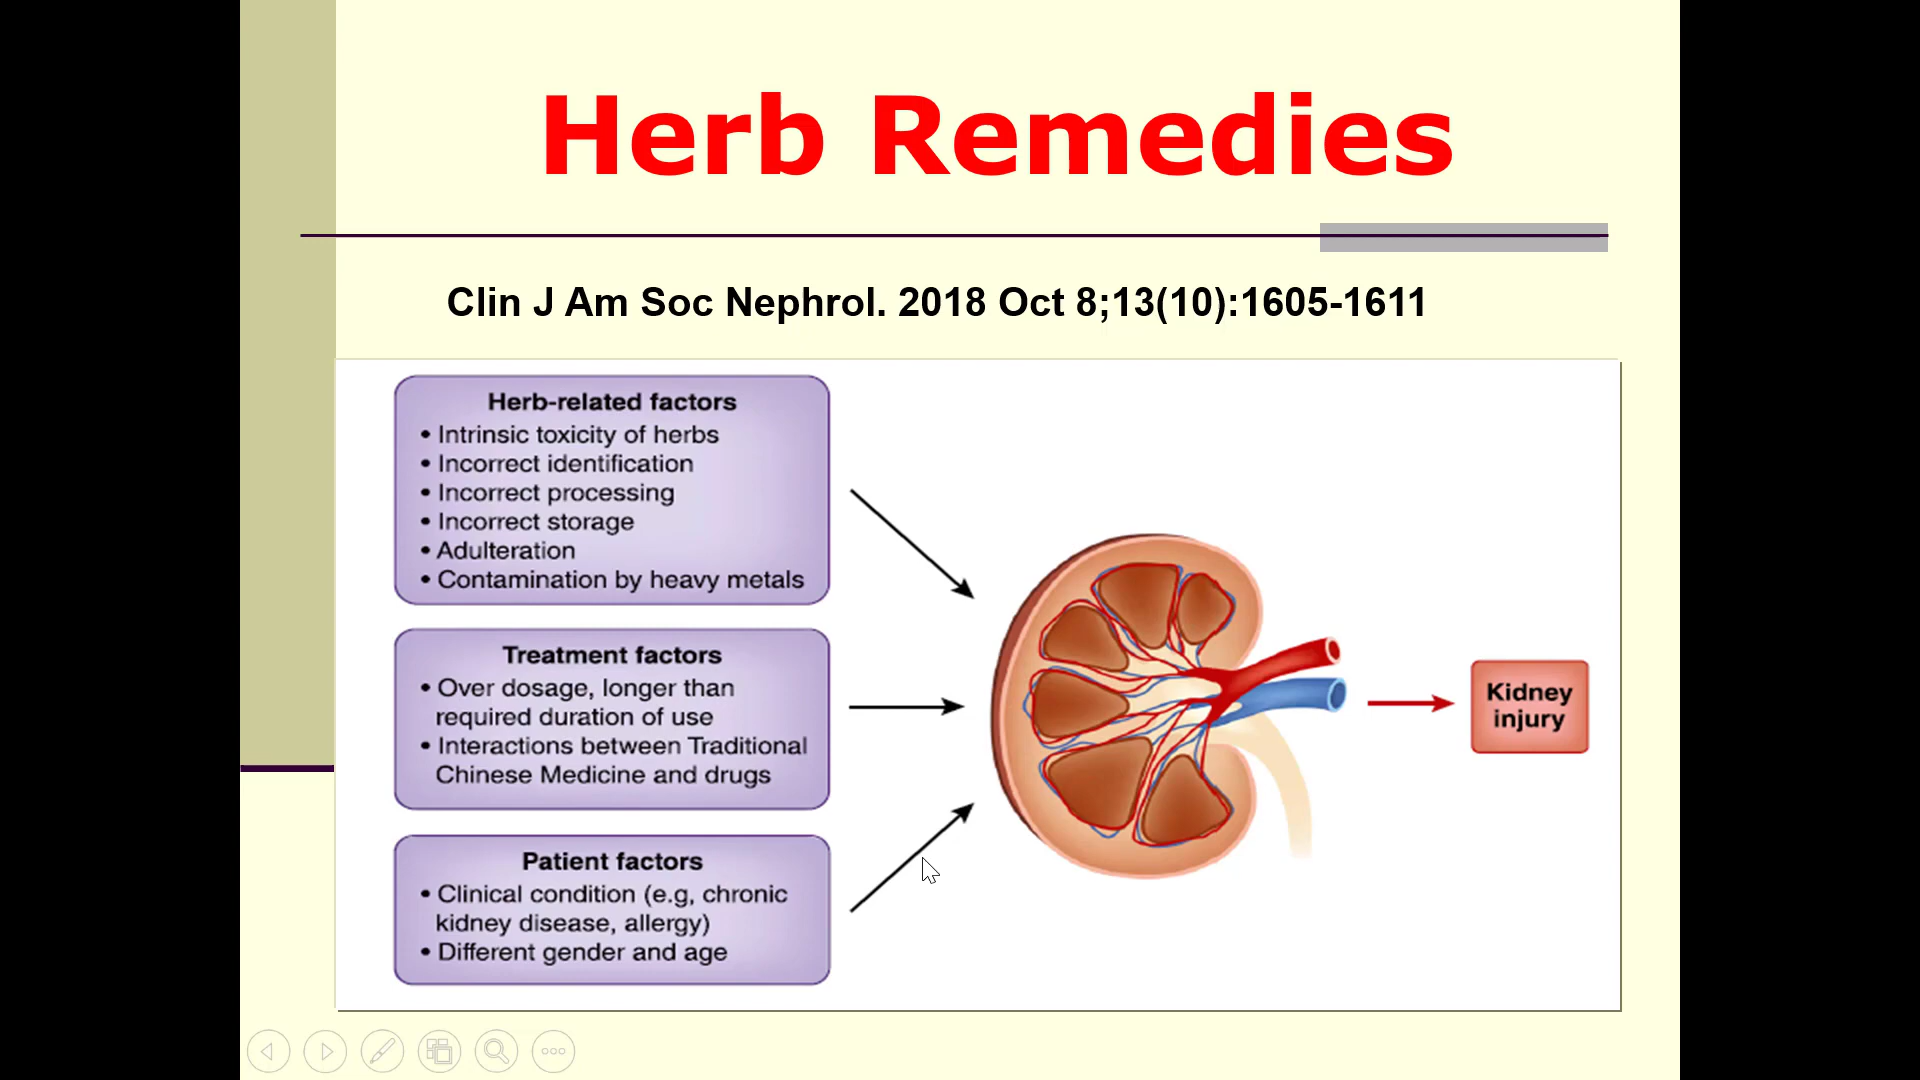 Herb Remedies
Clin J Am Soc Nephrol. 2018 Oct 8;13(10):1605-1611
Herb-related factors
• Intrinsic toxicity of herbs
• Incorrect identification
• Incorrect processing
• Incorrect storage
• Adulteration
• Contamination by heavy metals
Treatment factors
• Over dosage, longer than
required duration of use
• Interactions between Traditional
Chinese Medicine and drugs
Patient factors
• Clinical condition (e.g, chronic
kidney disease, allergy)
• Different gender and age
Kidney
injury